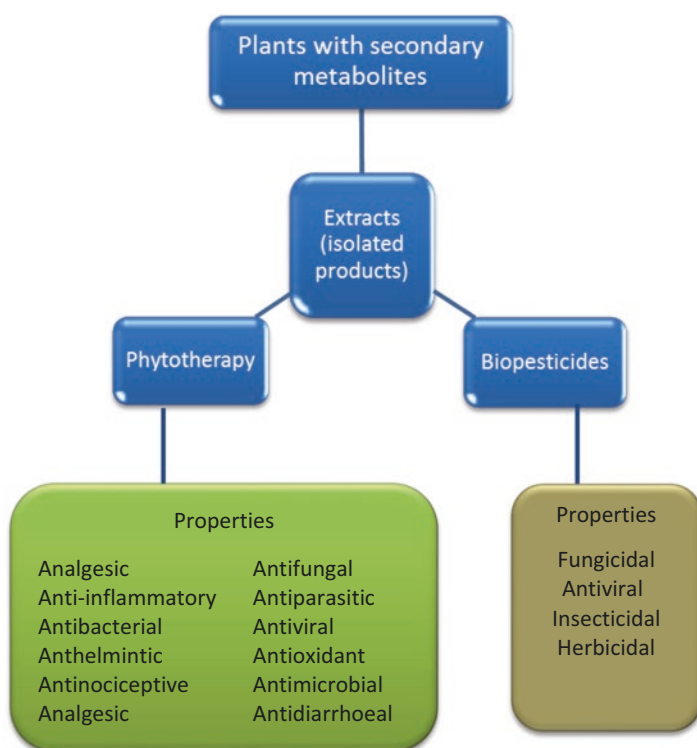 Plants with secondary
metabolites
Extracts
(isolated
products)
Phytotherapy
Biopesticides
Properties
Analgesic
Anti-inflammatory
Antibacterial
Anthelmintic
Antinociceptive
Analgesic
Antifungal
Antiparasitic
Antiviral
Antioxidant
Antimicrobial
Antidiarrhoeal
Properties
Fungicidal
Antiviral
Insecticidal
Herbicidal